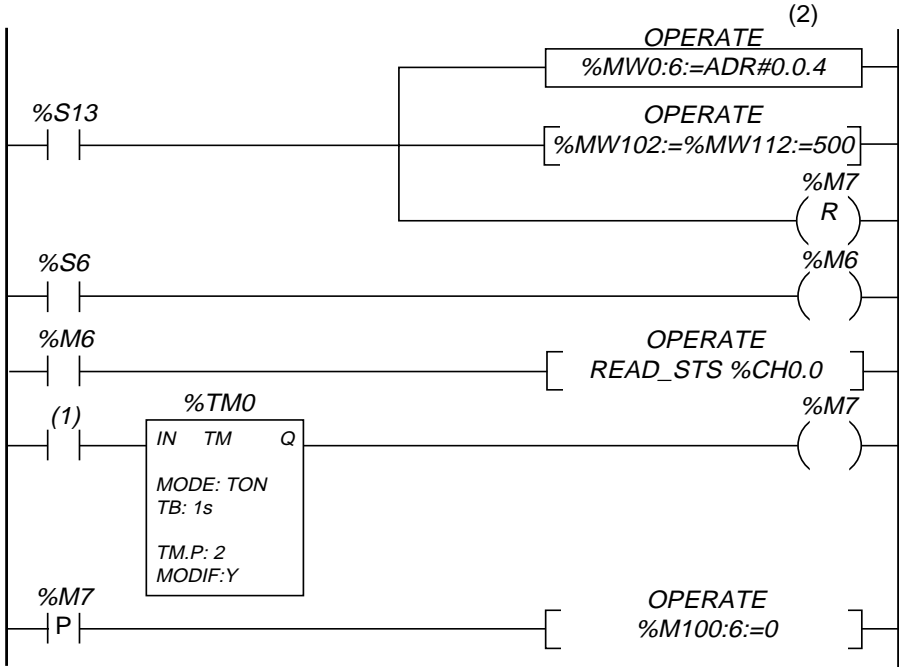 (2)
OPERATE
%MW0:6:=ADR#0.0.4
%S13
OPERATE
%MW102:=%MW112:=500
%M7
R
%S6
%M6
%M6
OPERATE
READ_STS %CH0.0
(1)
%TM0
%M7
IN TM Q
MODE: TON
TB: 1s
TM.P: 2
MODIF:Y
%M7
P
OPERATE
%M100:6:=0